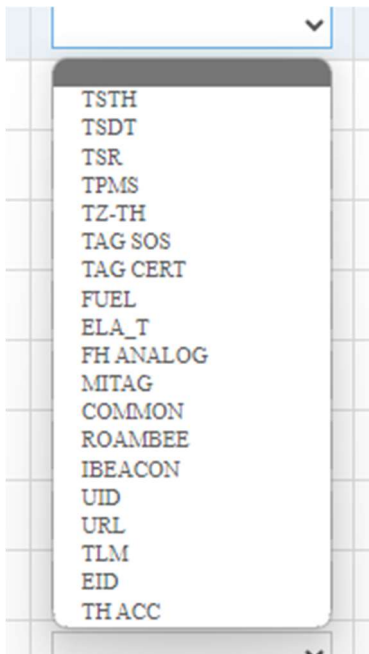 TSTH
TSDT
TSR
TPMS
TZ-TH
TAG SOS
TAG CERT
FUEL
ELA_T
FH ANALOG
MITAG
COMMON
ROAMBEE
IBEACON
UID
URL
TLM
EID
TH ACC